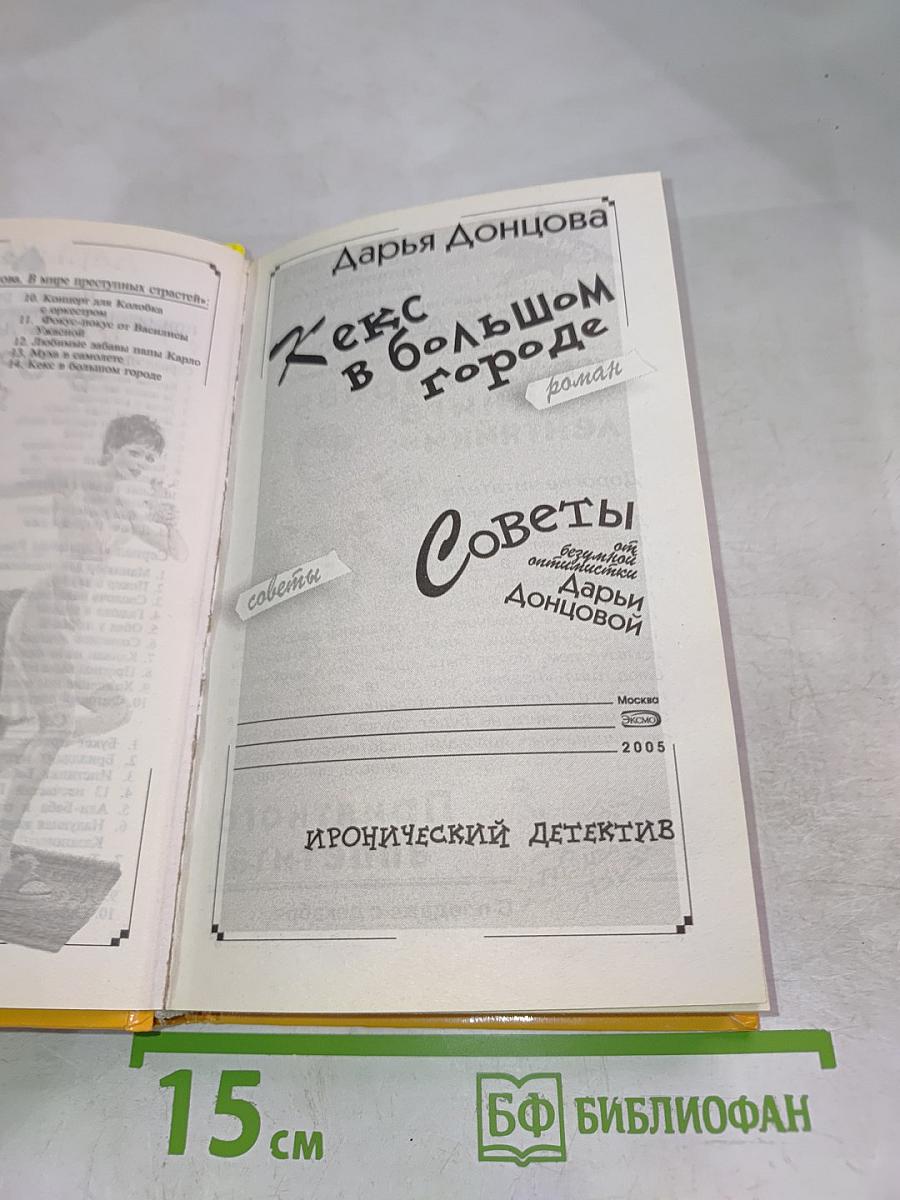 ова. В мире преступных страстей»:
10. Концерт для Колобка
с оркестром
11. Фокус-покус от Василисы
Ужасной
12. Любимые забавы папы Карло
13. Муха в самолете
14. Кекс в большом городе
Дарья Донцова
Кекс
в большом
городе
роман
Советы
от
безумной
оптимистки
Дарьи
Донцовой
советы
Москва
ЭКСМО
2005
ИРОНИЧЕСКИЙ ДЕТЕКТИВ
15 см
БФ БИБЛИОФАН